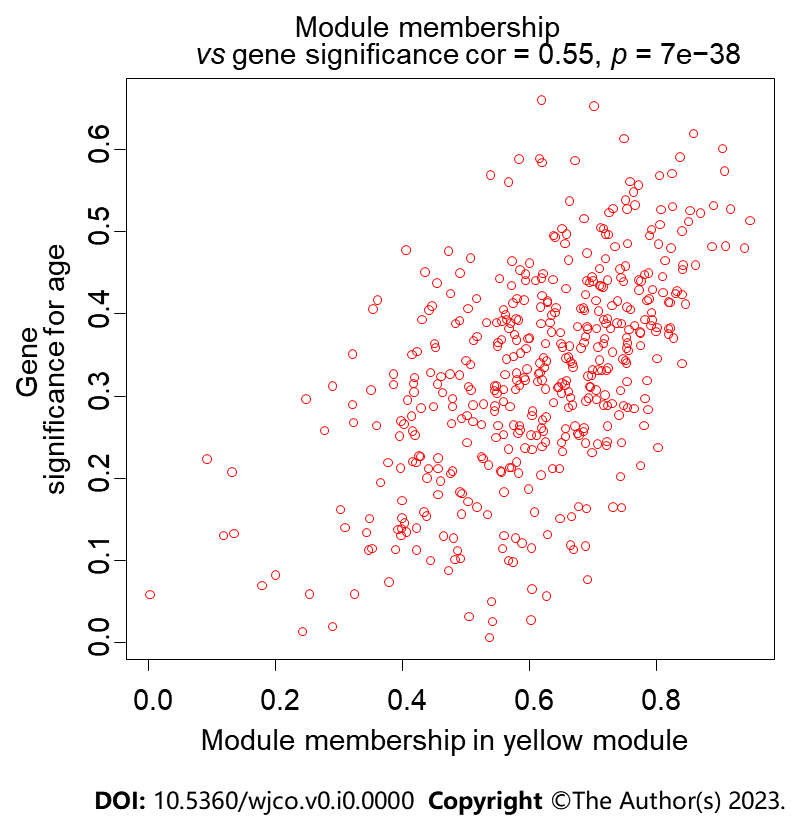 Module membership
vs gene significance cor = 0.55, p = 7e−38
Gene
significance for age
0.6
0.5
0.4
0.3
0.2
0.1
0.0
0.0 0.2 0.4 0.6 0.8
Module membership in yellow module
DOI: 10.5360/wjco.v0.i0.0000 Copyright ©The Author(s) 2023.